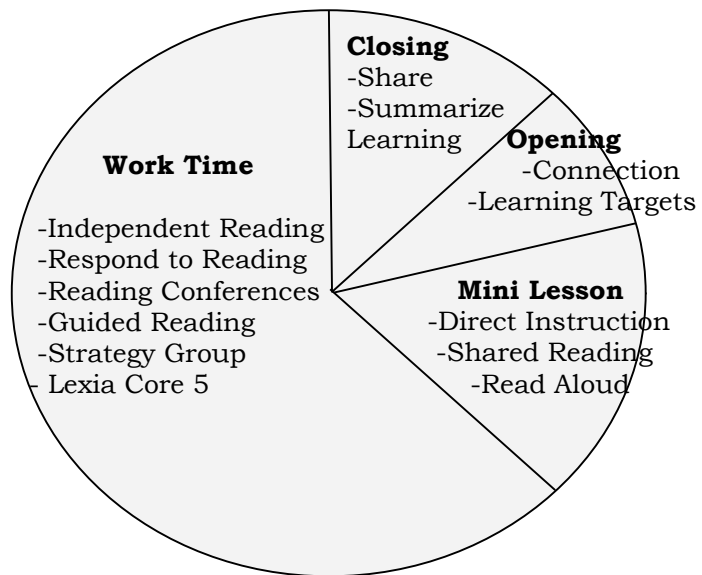 Closing
-Share
-Summarize
Learning
Opening
-Connection
-Learning Targets
Work Time
-Independent Reading
-Respond to Reading
-Reading Conferences
-Guided Reading
-Strategy Group
- Lexia Core 5
Mini Lesson
-Direct Instruction
-Shared Reading
-Read Aloud